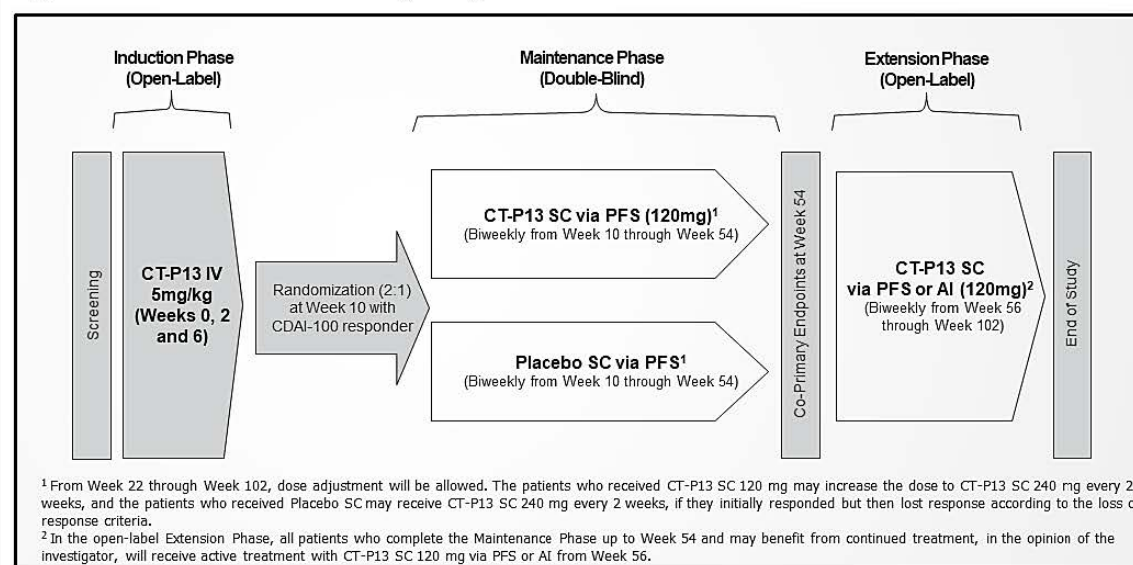 Induction Phase
(Open-Label)
Maintenance Phase
(Double-Blind)
Extension Phase
(Open-Label)
Screening
CT-P13 IV
5mg/kg
(Weeks 0, 2
and 6)
Randomization (2:1)
at Week 10 with
CDAI-100 responder
CT-P13 SC via PFS (120mg)¹
(Biweekly from Week 10 through Week 54)
Placebo SC via PFS¹
(Biweekly from Week 10 through Week 54)
Co-Primary Endpoints at Week 54
CT-P13 SC
via PFS or AI (120mg)²
(Biweekly from Week 56
through Week 102)
End of Study
¹ From Week 22 through Week 102, dose adjustment will be allowed. The patients who received CT-P13 SC 120 mg may increase the dose to CT-P13 SC 240 mg every 2
weeks, and the patients who received Placebo SC may receive CT-P13 SC 240 mg every 2 weeks, if they initially responded but then lost response according to the loss o
response criteria.
² In the open-label Extension Phase, all patients who complete the Maintenance Phase up to Week 54 and may benefit from continued treatment, in the opinion of the
investigator, will receive active treatment with CT-P13 SC 120 mg via PFS or AI from Week 56.